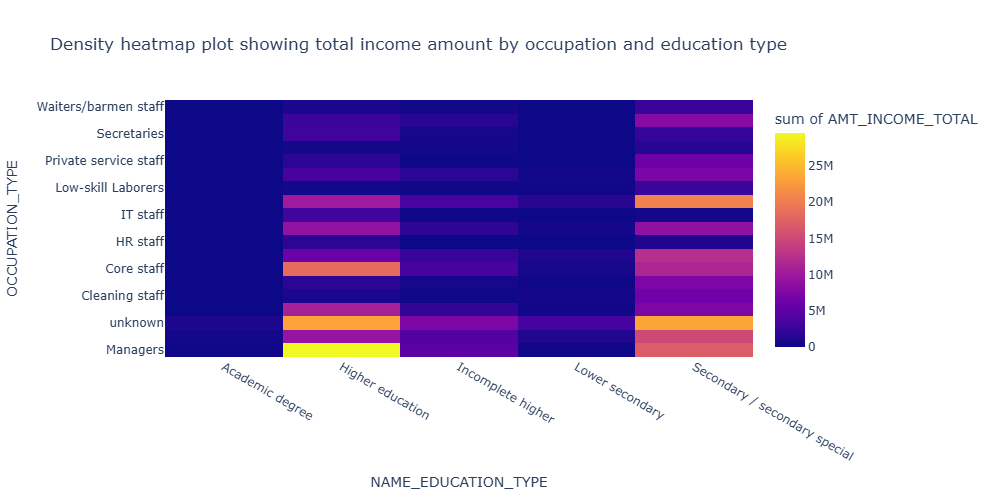 Density heatmap plot showing total income amount by occupation and education type
OCCUPATION_TYPE
Waiters/barmen staff
Secretaries
Private service staff
Low-skill Laborers
IT staff
HR staff
Core staff
Cleaning staff
unknown
Managers
Academic degree
Higher education
Incomplete higher
Lower secondary
Secondary / secondary special
NAME_EDUCATION_TYPE
sum of AMT_INCOME_TOTAL
25M
20M
15M
10M
5M
0